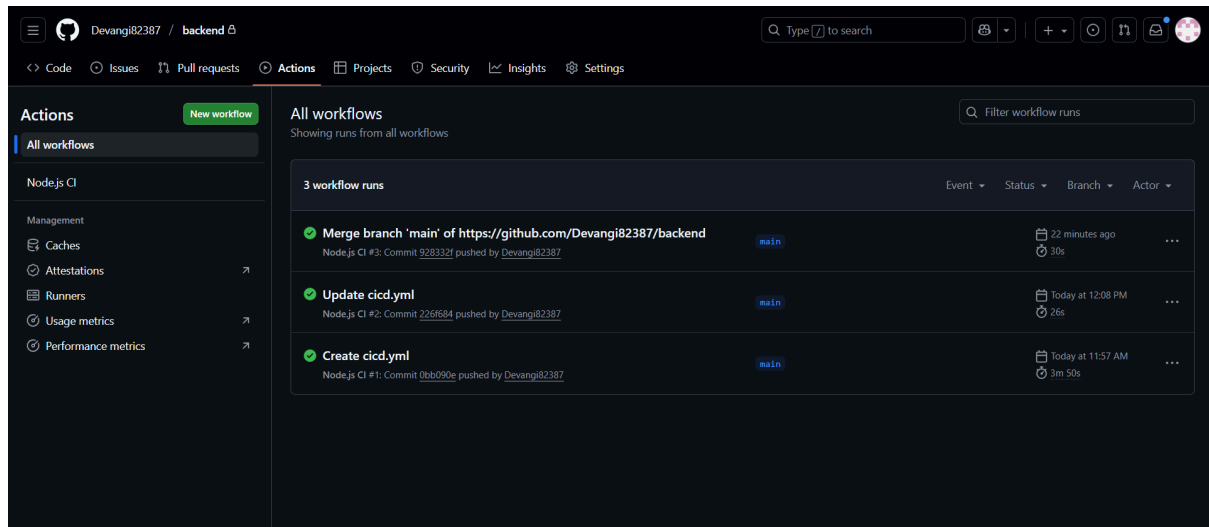 Devangi82387 / backend
Type / to search
Code
Issues
Pull requests
Actions
Projects
Security
Insights
Settings
Actions
New workflow
All workflows
Node.js CI
Management
Caches
Attestations
Runners
Usage metrics
Performance metrics
All workflows
Showing runs from all workflows
Filter workflow runs
3 workflow runs
Event
Status
Branch
Actor
Merge branch 'main' of https://github.com/Devangi82387/backend
Node.js CI #3: Commit 928332f pushed by Devangi82387
main
22 minutes ago
30s
Update cicd.yml
Node.js CI #2: Commit 226f684 pushed by Devangi82387
main
Today at 12:08 PM
26s
Create cicd.yml
Node.js CI #1: Commit 0bb090e pushed by Devangi82387
main
Today at 11:57 AM
3m 50s